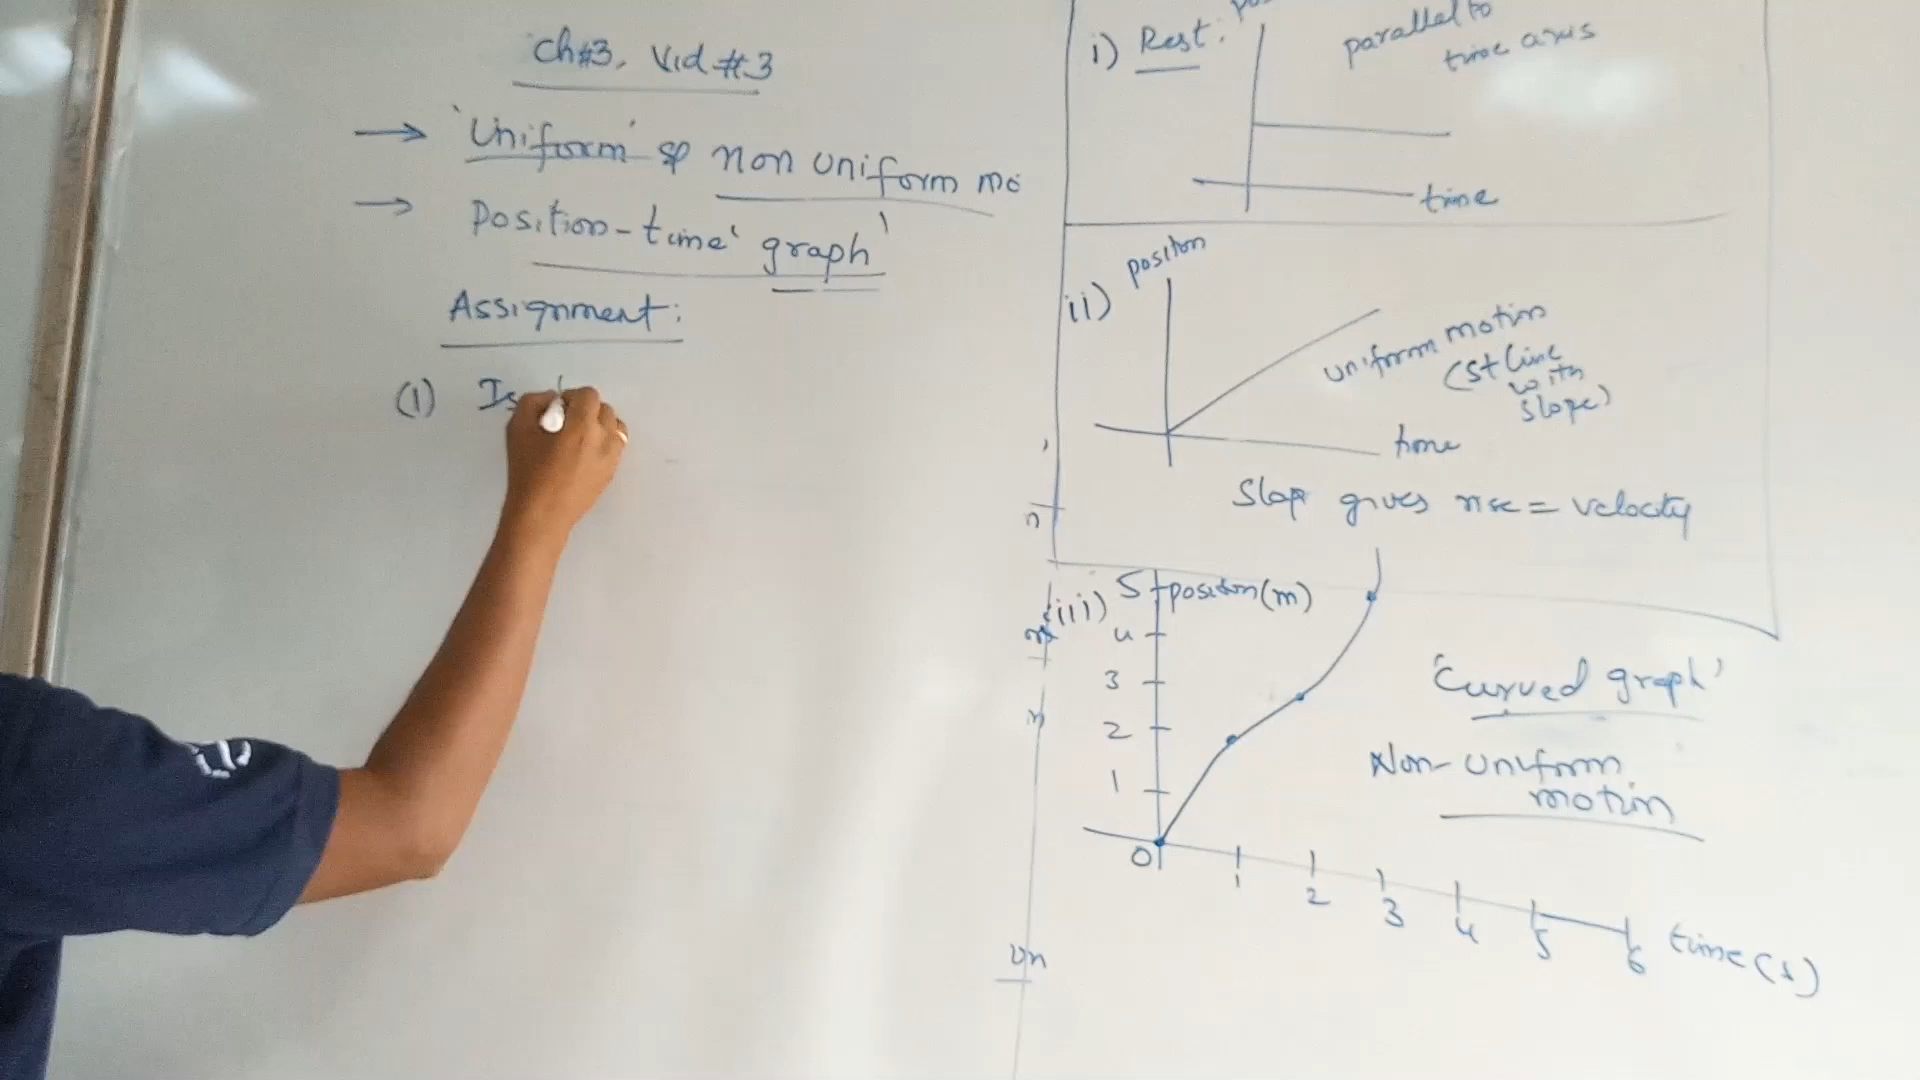 Ch#3, Vid #3
→ 'Uniform' & non uniform mo
→ Position-time 'graph'
Assignment:
(1) Is
i) Rest:
parallel to
time axis
time
ii)
position
uniform motion
(st line
with
slope)
time
Slop gives rise = velocity
iii)
5 position(m)
4
3
2
1
0
1 2 3 4 5 6 time(s)
'Curved graph'
Non-uniform
motion